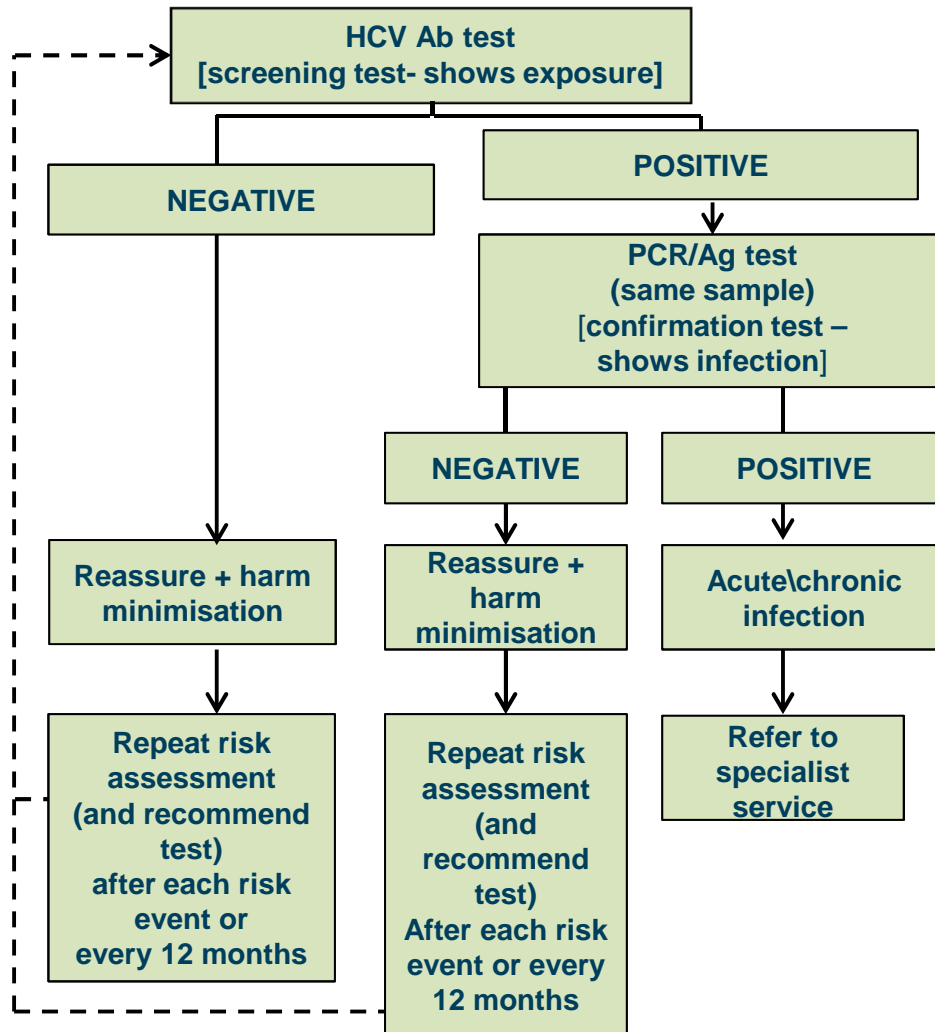 HCV Ab test
[screening test- shows exposure]
NEGATIVE
POSITIVE
PCR/Ag test
(same sample)
[confirmation test –
shows infection]
NEGATIVE
POSITIVE
Reassure + harm
minimisation
Reassure +
harm
minimisation
Acute\chronic
infection
Repeat risk
assessment
(and recommend
test)
after each risk
event or
every 12 months
Repeat risk
assessment
(and
recommend
test)
After each risk
event or every
12 months
Refer to
specialist
service